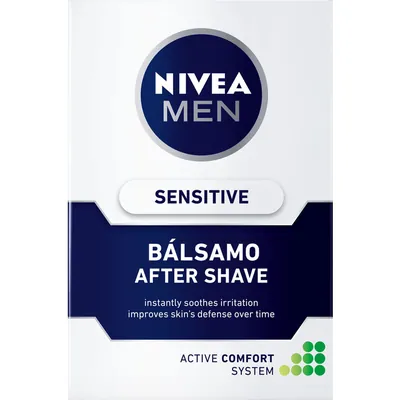 NIVEA
MEN
SENSITIVE
BÁLSAMO
AFTER SHAVE
instantly soothes irritation
improves skin's defense over time
ACTIVE COMFORT
SYSTEM